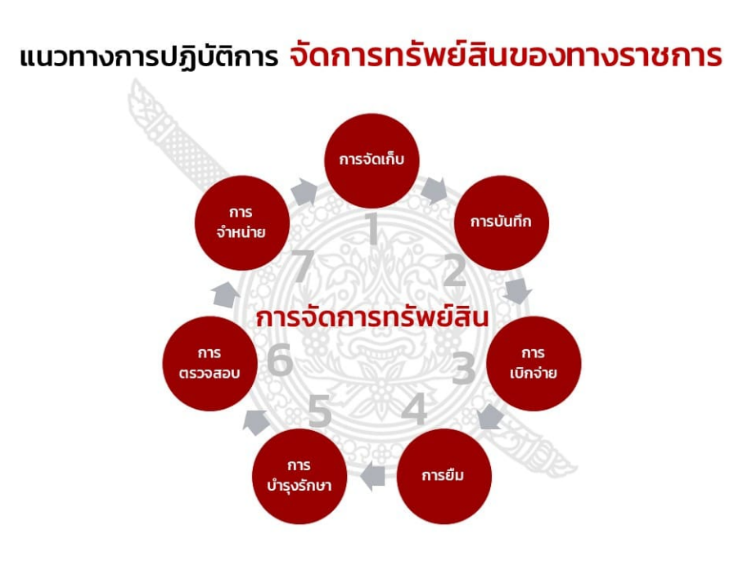 แนวทางการปฏิบัติการ จัดการทรัพย์สินของทางราชการ
การจัดเก็บ
1
การบันทึก
2
การ
เบิกจ่าย
3
การยืม
4
การ
บำรุงรักษา
5
การ
ตรวจสอบ
6
การ
จำหน่าย
7
การจัดการทรัพย์สิน